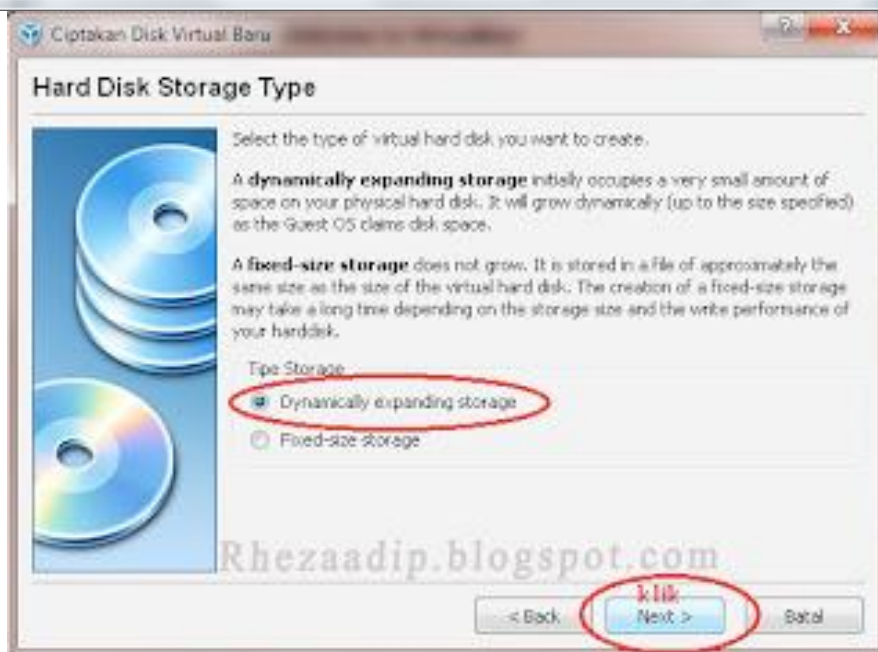 Ciptakan Disk Virtual Baru
Hard Disk Storage Type
Select the type of virtual hard disk you want to create.
A dynamically expanding storage initially occupies a very small amount of
space on your physical hard disk. It will grow dynamically (up to the size specified)
as the Guest OS claims disk space.
A fixed-size storage does not grow. It is stored in a file of approximately the
same size as the size of the virtual hard disk. The creation of a fixed-size storage
may take a long time depending on the storage size and the write performance of
your harddisk.
Tipe Storage
Dynamically expanding storage
Fixed-size storage
Rhezaadip.blogspot.com
klik
< Back
Next >
Batal